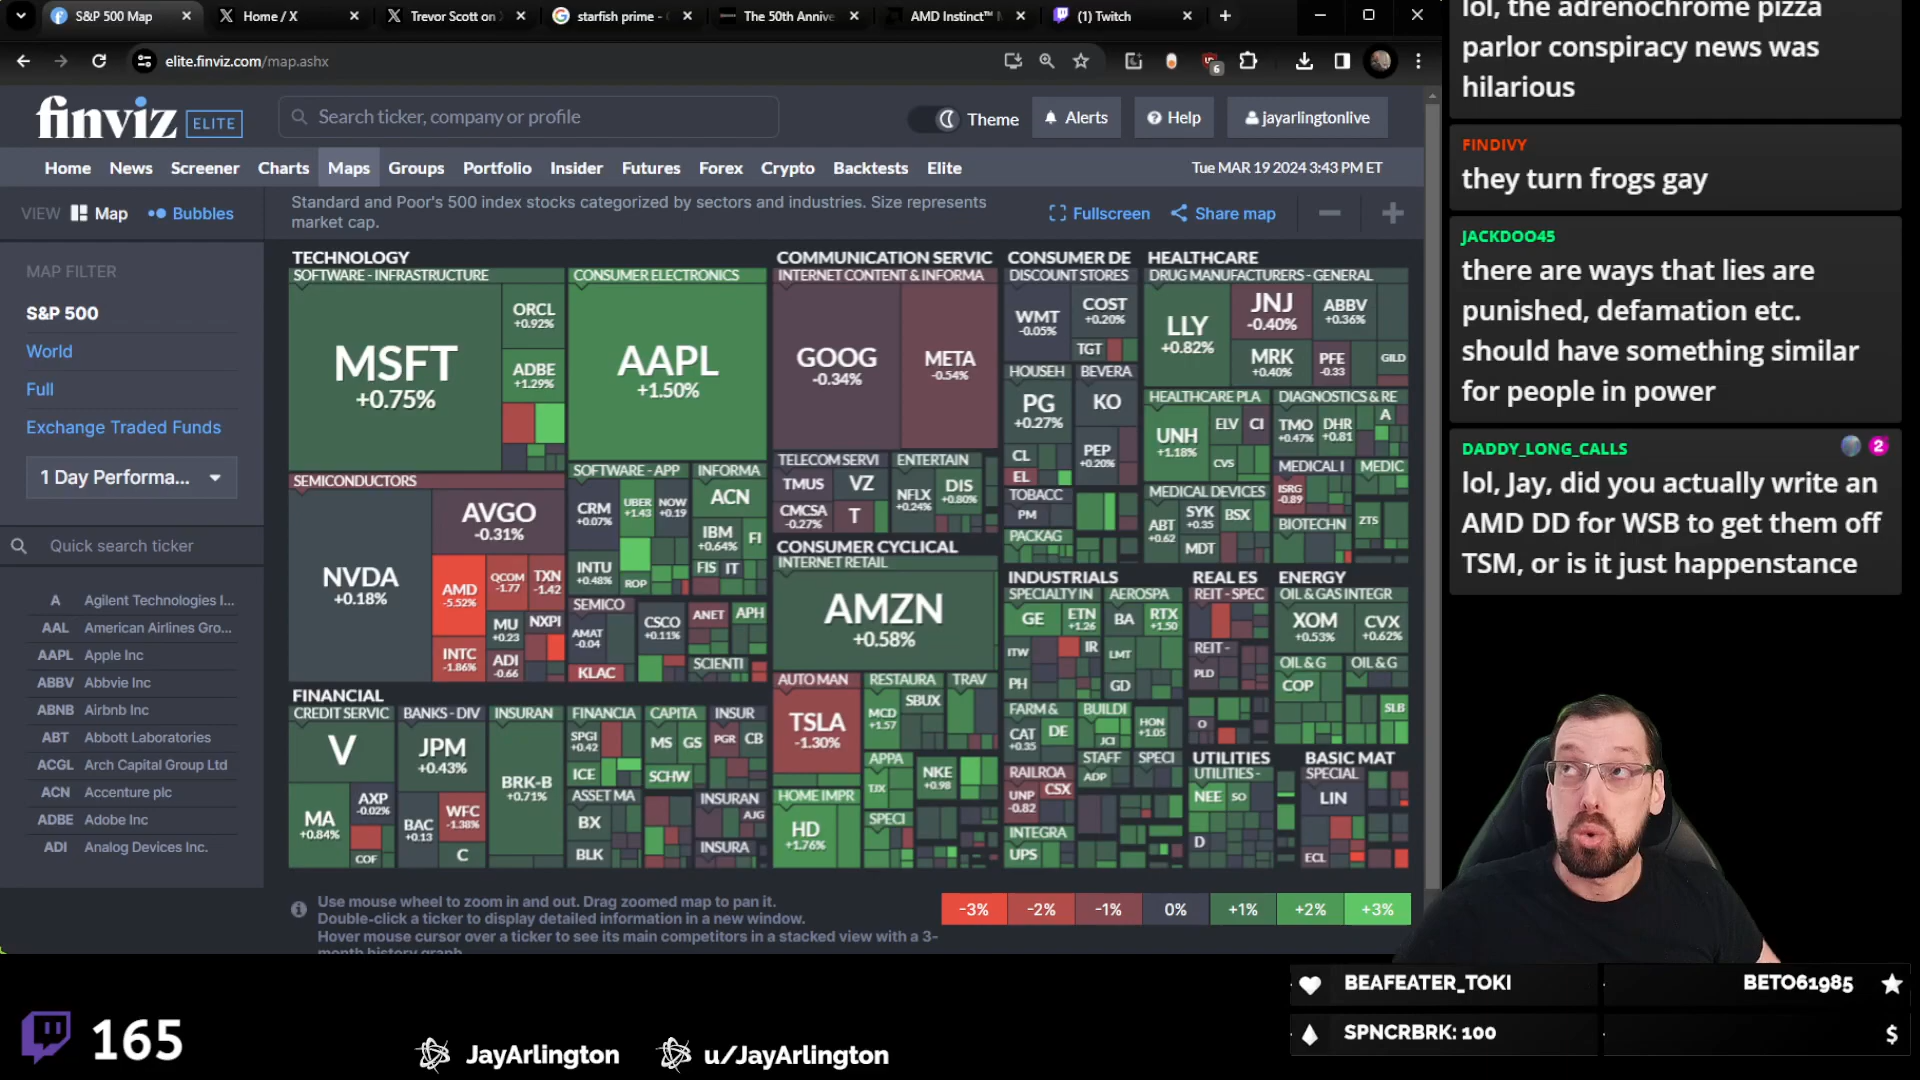 S&P 500 Map
Home / X
Trevor Scott on
starfish prime -
The 50th Annive
AMD Instinct™
(1) Twitch
elite.finviz.com/map.ashx
6
finviz ELITE
Search ticker, company or profile
Theme
Alerts
Help
jayarlingtonlive
Home News Screener Charts Maps Groups Portfolio Insider Futures Forex Crypto Backtests Elite
Tue MAR 19 2024 3:43 PM ET
VIEW Map Bubbles
Standard and Poor's 500 index stocks categorized by sectors and industries. Size represents
market cap.
Fullscreen
Share map
MAP FILTER
S&P 500
World
Full
Exchange Traded Funds
1 Day Performa...
Quick search ticker
A Agilent Technologies I...
AAL American Airlines Gro...
AAPL Apple Inc
ABBV Abbvie Inc
ABNB Airbnb Inc
ABT Abbott Laboratories
ACGL Arch Capital Group Ltd
ACN Accenture plc
ADBE Adobe Inc
ADI Analog Devices Inc.
TECHNOLOGY
SOFTWARE - INFRASTRUCTURE
MSFT
+0.75%
ORCL
+0.92%
ADBE
+1.29%
CONSUMER ELECTRONICS
AAPL
+1.50%
SEMICONDUCTORS
NVDA
+0.18%
AVGO
-0.31%
AMD
-5.52%
QCOM
-1.77
TXN
-1.42
MU
+0.23
NXPI
INTC
-1.86%
ADI
-0.66
SOFTWARE - APP
CRM
+0.07%
UBER
+1.43
NOW
+0.19
INTU
+0.48%
ROP
INFORMA
ACN
IBM
+0.64%
FI
FIS
IT
SEMICO
AMAT
-0.04
KLAC
CSCO
+0.11%
ANET
APH
SCIENTI
COMMUNICATION SERVIC
INTERNET CONTENT & INFORMA
GOOG
-0.34%
META
-0.54%
TELECOM SERVI
TMUS
VZ
CMCSA
-0.27%
T
ENTERTAIN
NFLX
+0.24%
DIS
+0.80%
CONSUMER CYCLICAL
INTERNET RETAIL
AMZN
+0.58%
AUTO MAN
TSLA
-1.30%
RESTAURA
MCD
+1.57
SBUX
TRAV
APPA
TJX
NKE
+0.98
HOME IMPR
HD
+1.76%
SPECI
CONSUMER DE
DISCOUNT STORES
WMT
-0.05%
COST
+0.20%
TGT
HOUSEH
PG
+0.27%
CL
EL
BEVERA
KO
PEP
+0.20%
TOBACC
PM
PACKAG
HEALTHCARE
DRUG MANUFACTURERS - GENERAL
LLY
+0.82%
JNJ
-0.40%
ABBV
+0.36%
MRK
+0.40%
PFE
-0.33
GILD
HEALTHCARE PLA
UNH
+1.18%
ELV
CI
CVS
DIAGNOSTICS & RE
TMO
+0.47%
DHR
+0.81
A
MEDICAL I
ISRG
-0.89
MEDIC
MEDICAL DEVICES
ABT
+0.62
SYK
+0.35
BSX
MDT
BIOTECHN
ZTS
FINANCIAL
CREDIT SERVIC
V
MA
+0.84%
AXP
-0.02%
COF
BANKS - DIV
JPM
+0.43%
BAC
+0.13
WFC
-1.38%
C
INSURAN
BRK-B
+0.71%
FINANCIA
SPGI
+0.42
ICE
CAPITA
MS
GS
SCHW
INSUR
PGR
CB
ASSET MA
BX
BLK
INSURAN
AJG
INSURA
INDUSTRIALS
SPECIALTY IN
GE
ETN
+1.26
ITW
IR
PH
AEROSPA
BA
RTX
+1.50
LMT
GD
FARM &
CAT
+0.35
DE
BUILDI
JCI
HON
+1.05
RAILROA
UNP
-0.82
CSX
STAFF
ADP
SPECI
INTEGRA
UPS
REAL ES
REIT - SPEC
REIT -
PLD
O
ENERGY
OIL & GAS INTEGR
XOM
+0.53%
CVX
+0.62%
OIL & G
COP
OIL & G
SLB
UTILITIES
UTILITIES -
NEE
SO
D
BASIC MAT
SPECIAL
LIN
ECL
Use mouse wheel to zoom in and out. Drag zoomed map to pan it.
Double-click a ticker to display detailed information in a new window.
Hover mouse cursor over a ticker to see its main competitors in a stacked view with a 3-
month history graph
-3% -2% -1% 0% +1% +2% +3%
lol, the adrenochrome pizza
parlor conspiracy news was
hilarious
FINDIVY
they turn frogs gay
JACKDOO45
there are ways that lies are
punished, defamation etc.
should have something similar
for people in power
DADDY_LONG_CALLS
2
lol, Jay, did you actually write an
AMD DD for WSB to get them off
TSM, or is it just happenstance
BEAFEATER_TOKI
BETO61985
SPNCRBRK: 100
$
165
JayArlington
u/JayArlington